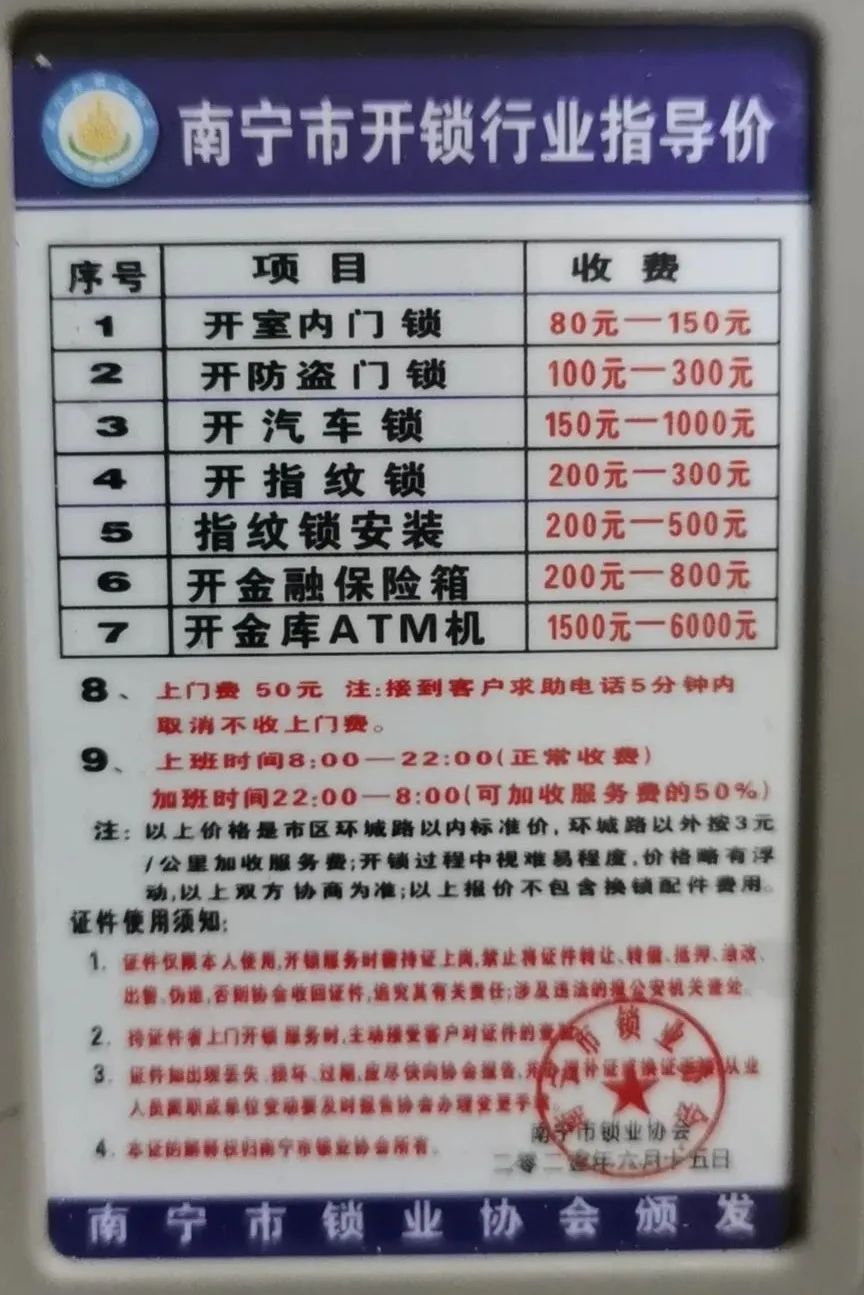 南宁市开锁行业指导价
序号 项目 收费
1 开室内门锁 80元—150元
2 开防盗门锁 100元—300元
3 开汽车锁 150元—1000元
4 开指纹锁 200元—300元
5 指纹锁安装 200元—500元
6 开金融保险箱 200元—800元
7 开金库ATM机 1500元—6000元
8、上门费 50元 注:接到客户求助电话5分钟内
取消不收上门费。
9、上班时间8:00—22:00(正常收费)
加班时间22:00—8:00(可加收服务费的50%)
注: 以上价格是市区环城路以内标准价,环城路以外按3元
/公里加收服务费;开锁过程中视难易程度,价格略有浮
动,以上双方协商为准;以上报价不包含换锁配件费用。
证件使用须知:
1. 证件仅限本人使用,开锁服务时需持证上岗,禁止将证件转让、转借、抵押、涂改、
出售、伪造,否则协会收回证件,追究其有关责任;涉及违法的报公安机关查处。
2. 持证件者上门开锁服务时,主动接受客户对证件的查
3. 证件如出现丢失、损坏、过期,应尽快向协会报告,并办理补证或换证手续,从业
人员离职或单位变动要及时报告协会办理变更手
4. 本证的解释权归南宁市锁业协会所有。
南宁市锁业协会
二零二 年六月十五日
南宁市锁业协会颁发